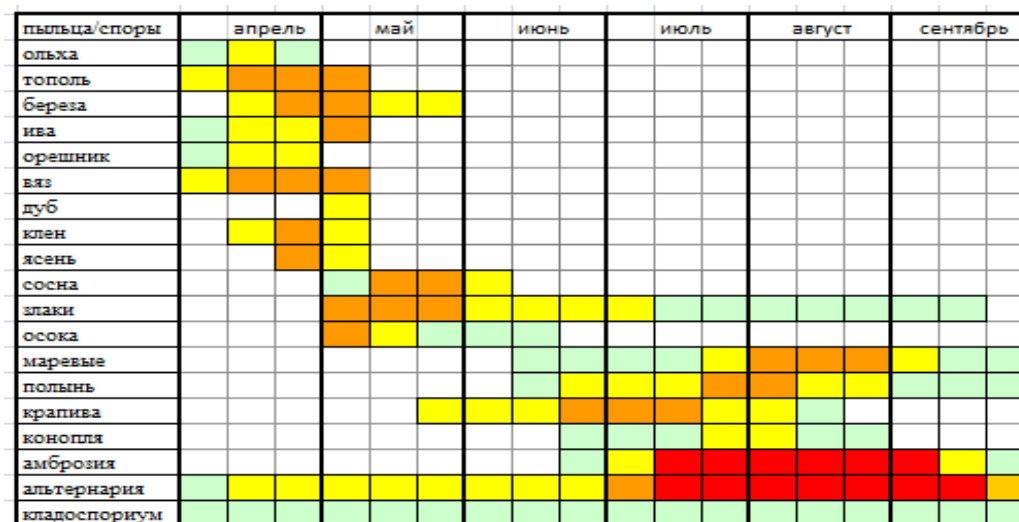 пыльца/споры апрель май июнь июль август сентябрь
ольха
тополь
береза
ива
орешник
вяз
дуб
клен
ясень
сосна
злаки
осока
маревые
полынь
крапива
конопля
амброзия
альтернария
кладоспориум